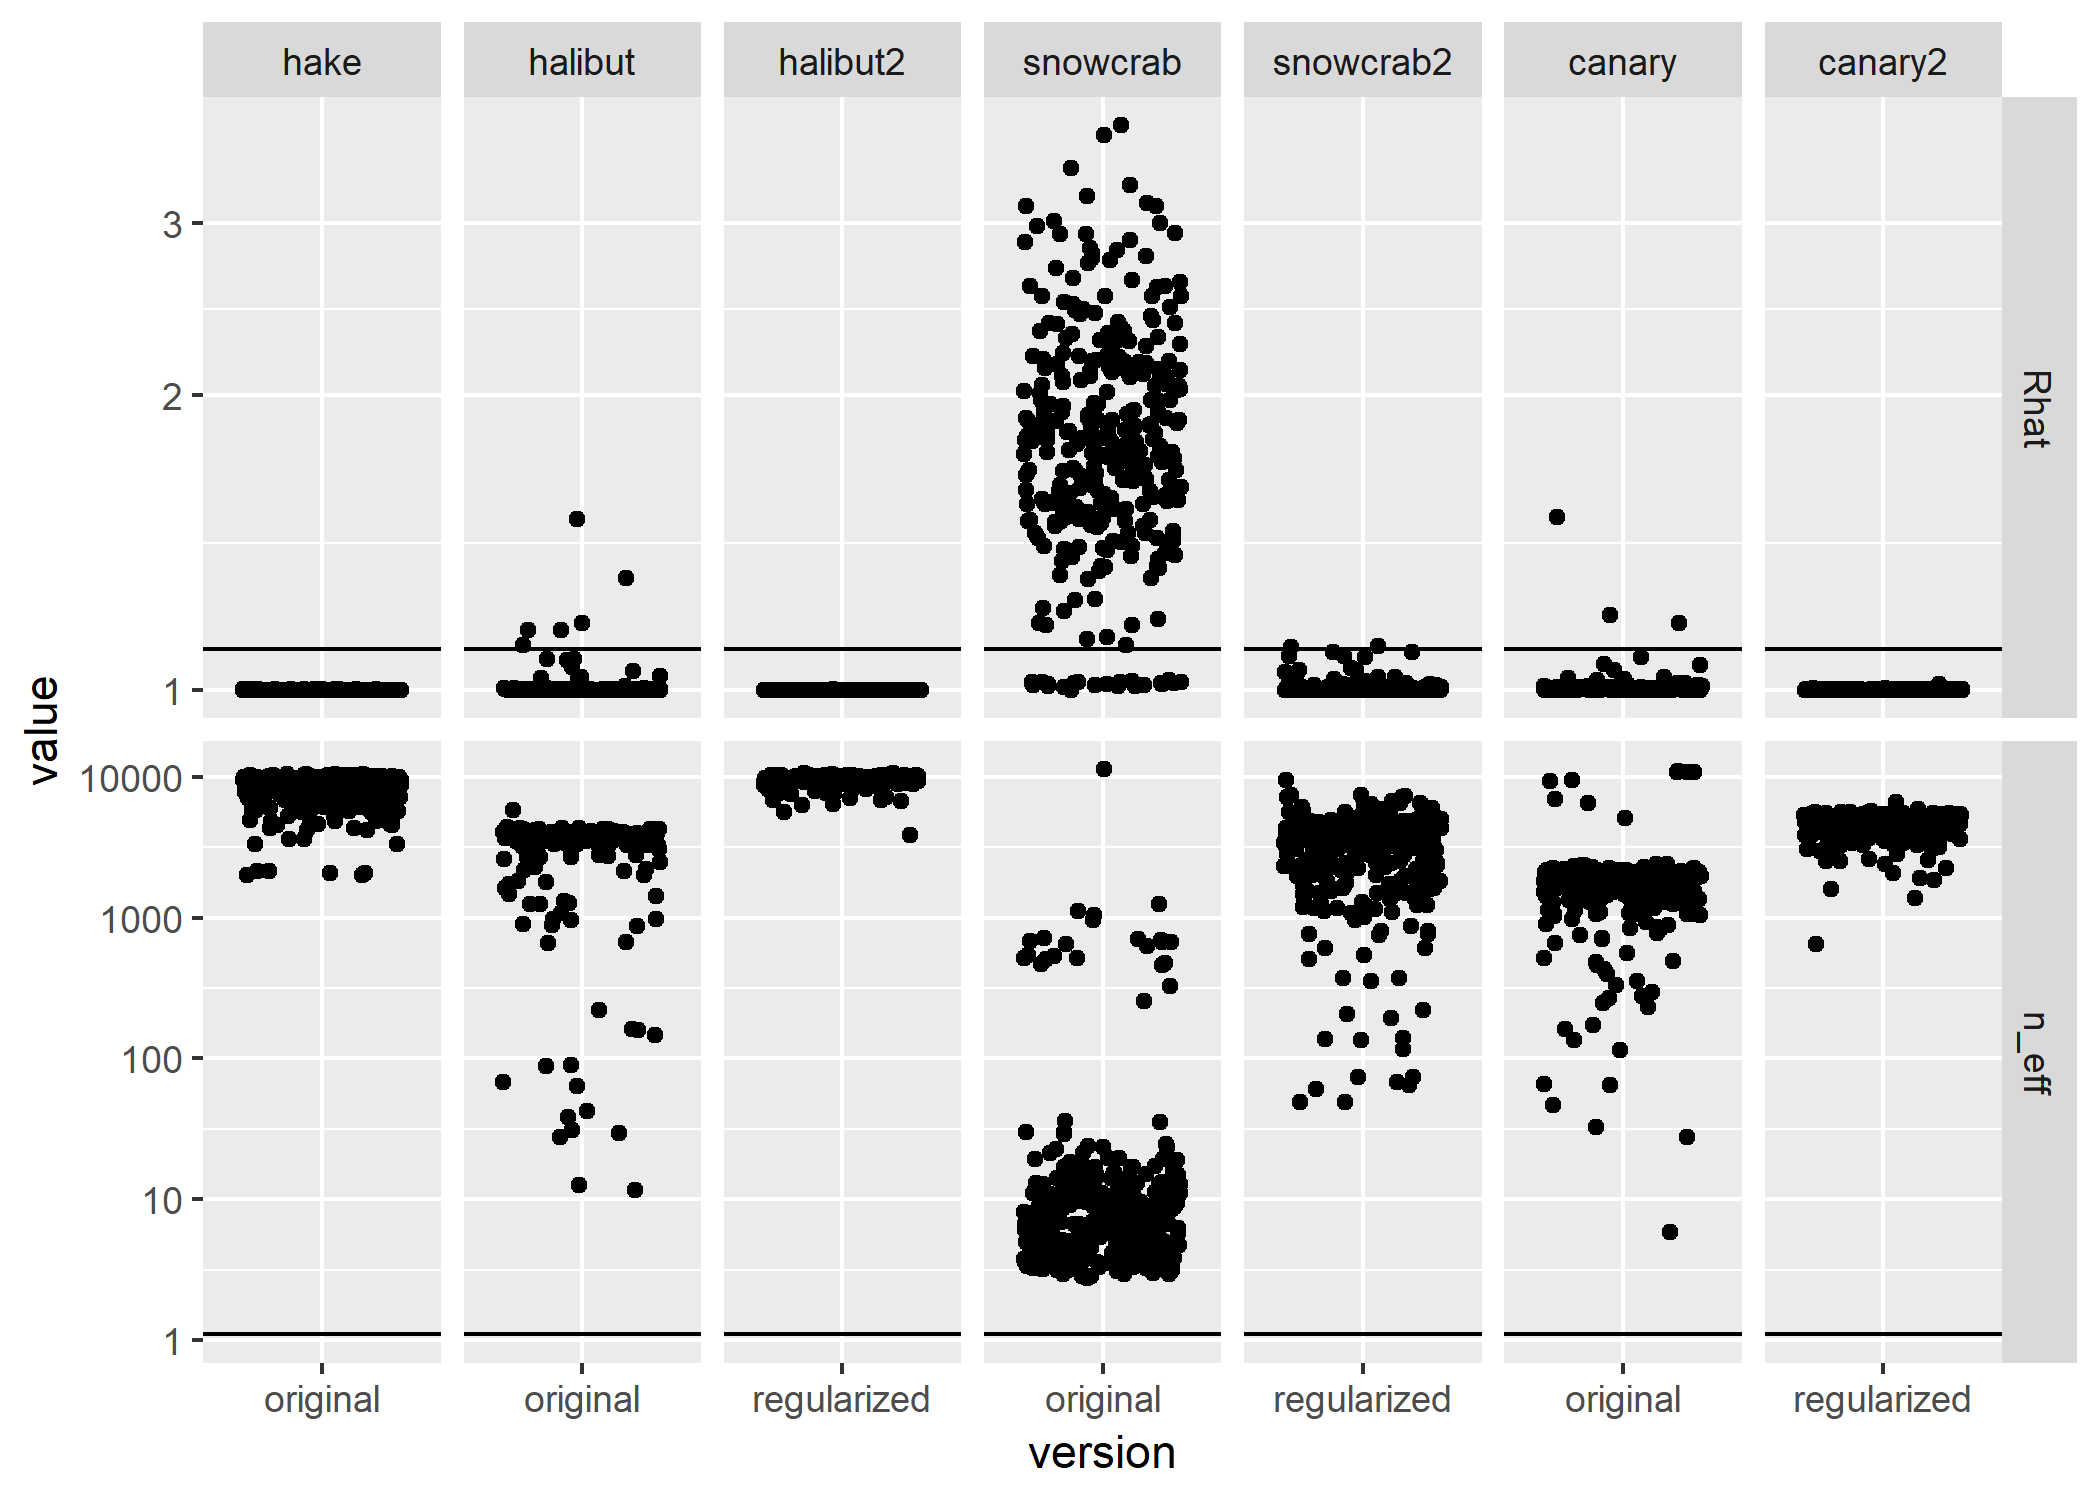 hake halibut halibut2 snowcrab snowcrab2 canary canary2
3
2
1
Rhat
value
10000
1000
100
10
1
n_eff
original original regularized original regularized original regularized
version